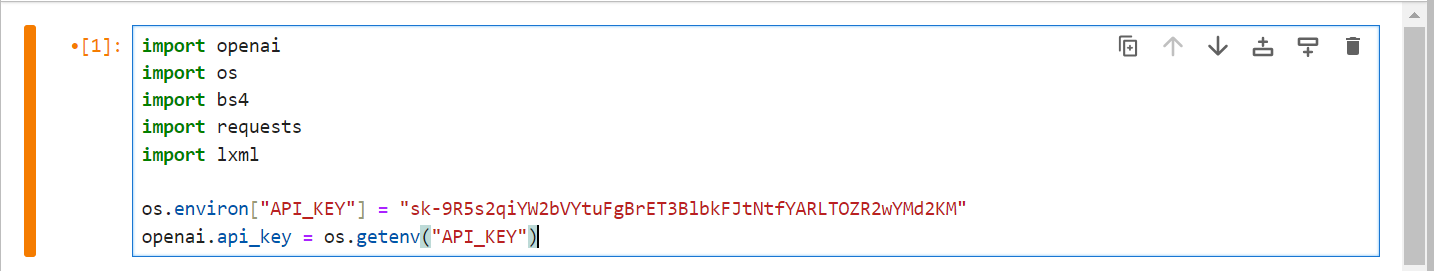 •[1]:
import openai
import os
import bs4
import requests
import lxml
os.environ["API_KEY"] = "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"
openai.api_key = os.getenv("API_KEY")